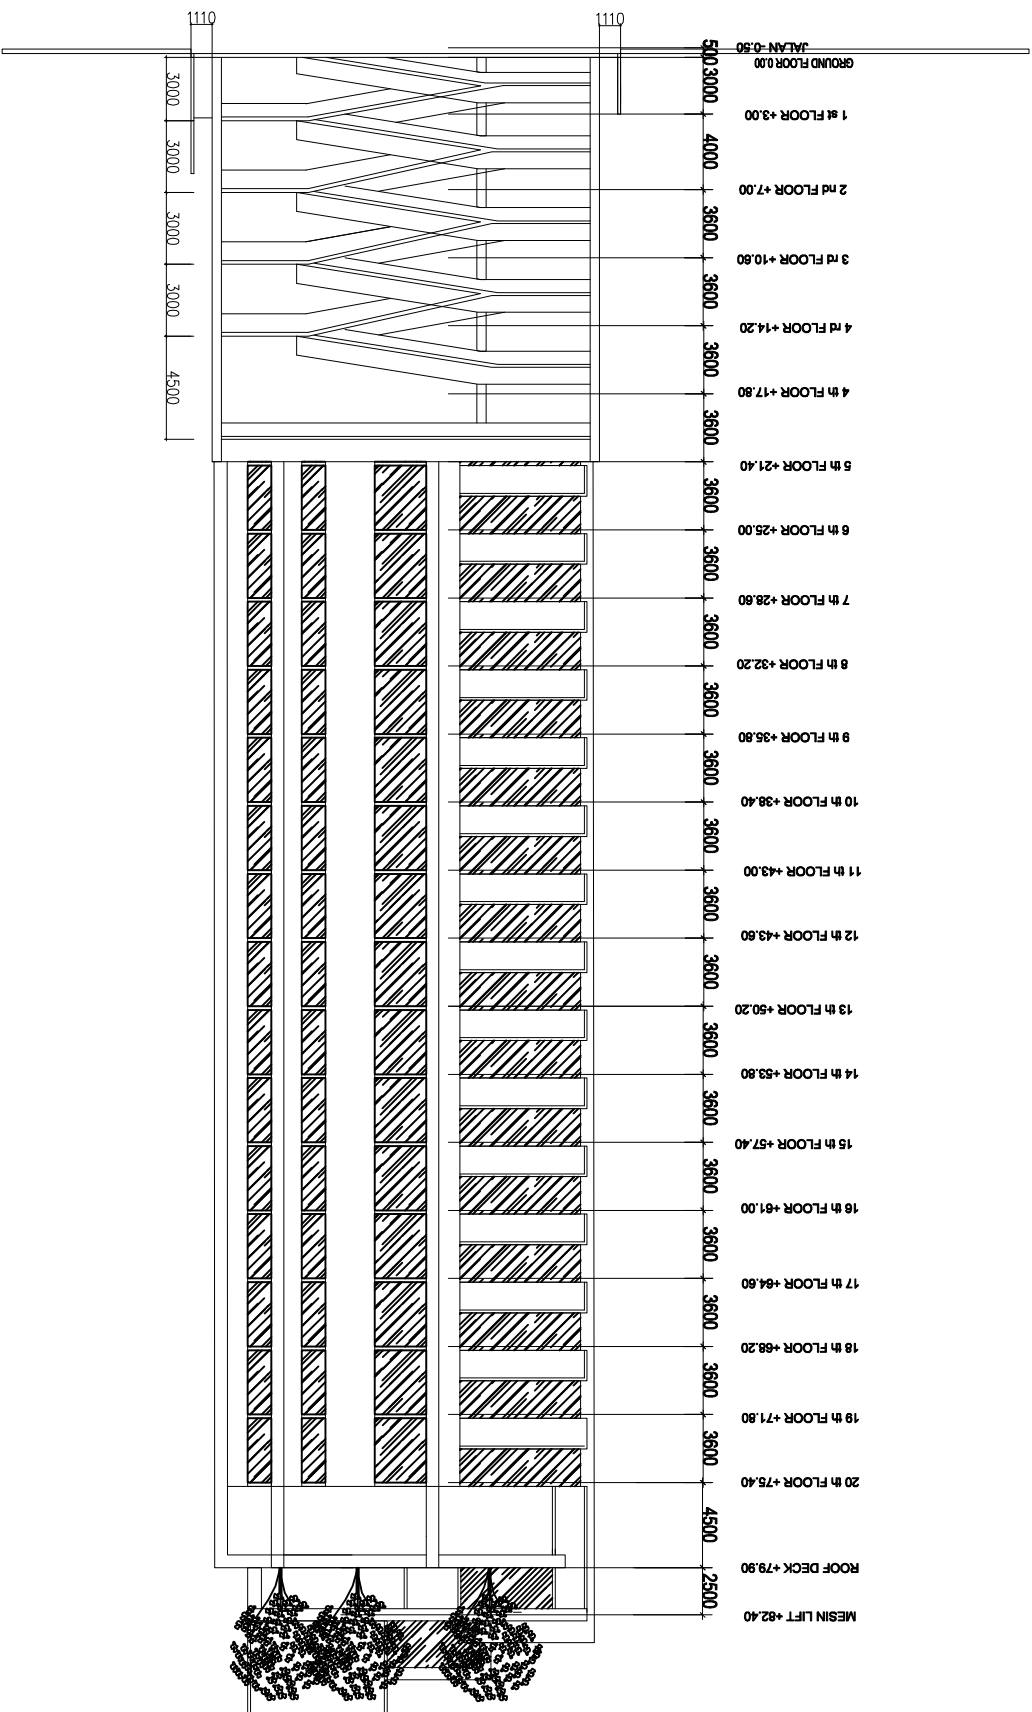 1110
1110
JALAN -0.50
500
GROUND FLOOR 0.00
3000
3000
1 st FLOOR +3.00
3000
4000
2 nd FLOOR +7.00
3000
3600
3 rd FLOOR +10.60
3000
3600
4 rd FLOOR +14.20
3600
4500
4 th FLOOR +17.80
3600
5 th FLOOR +21.40
3600
6 th FLOOR +25.00
3600
7 th FLOOR +28.60
3600
8 th FLOOR +32.20
3600
9 th FLOOR +35.80
3600
10 th FLOOR +38.40
3600
11 th FLOOR +43.00
3600
12 th FLOOR +43.60
3600
13 th FLOOR +50.20
3600
14 th FLOOR +53.80
3600
15 th FLOOR +57.40
3600
16 th FLOOR +61.00
3600
17 th FLOOR +64.60
3600
18 th FLOOR +68.20
3600
19 th FLOOR +71.80
3600
20 th FLOOR +75.40
4500
ROOF DECK +79.90
2500
MESIN LIFT +82.40